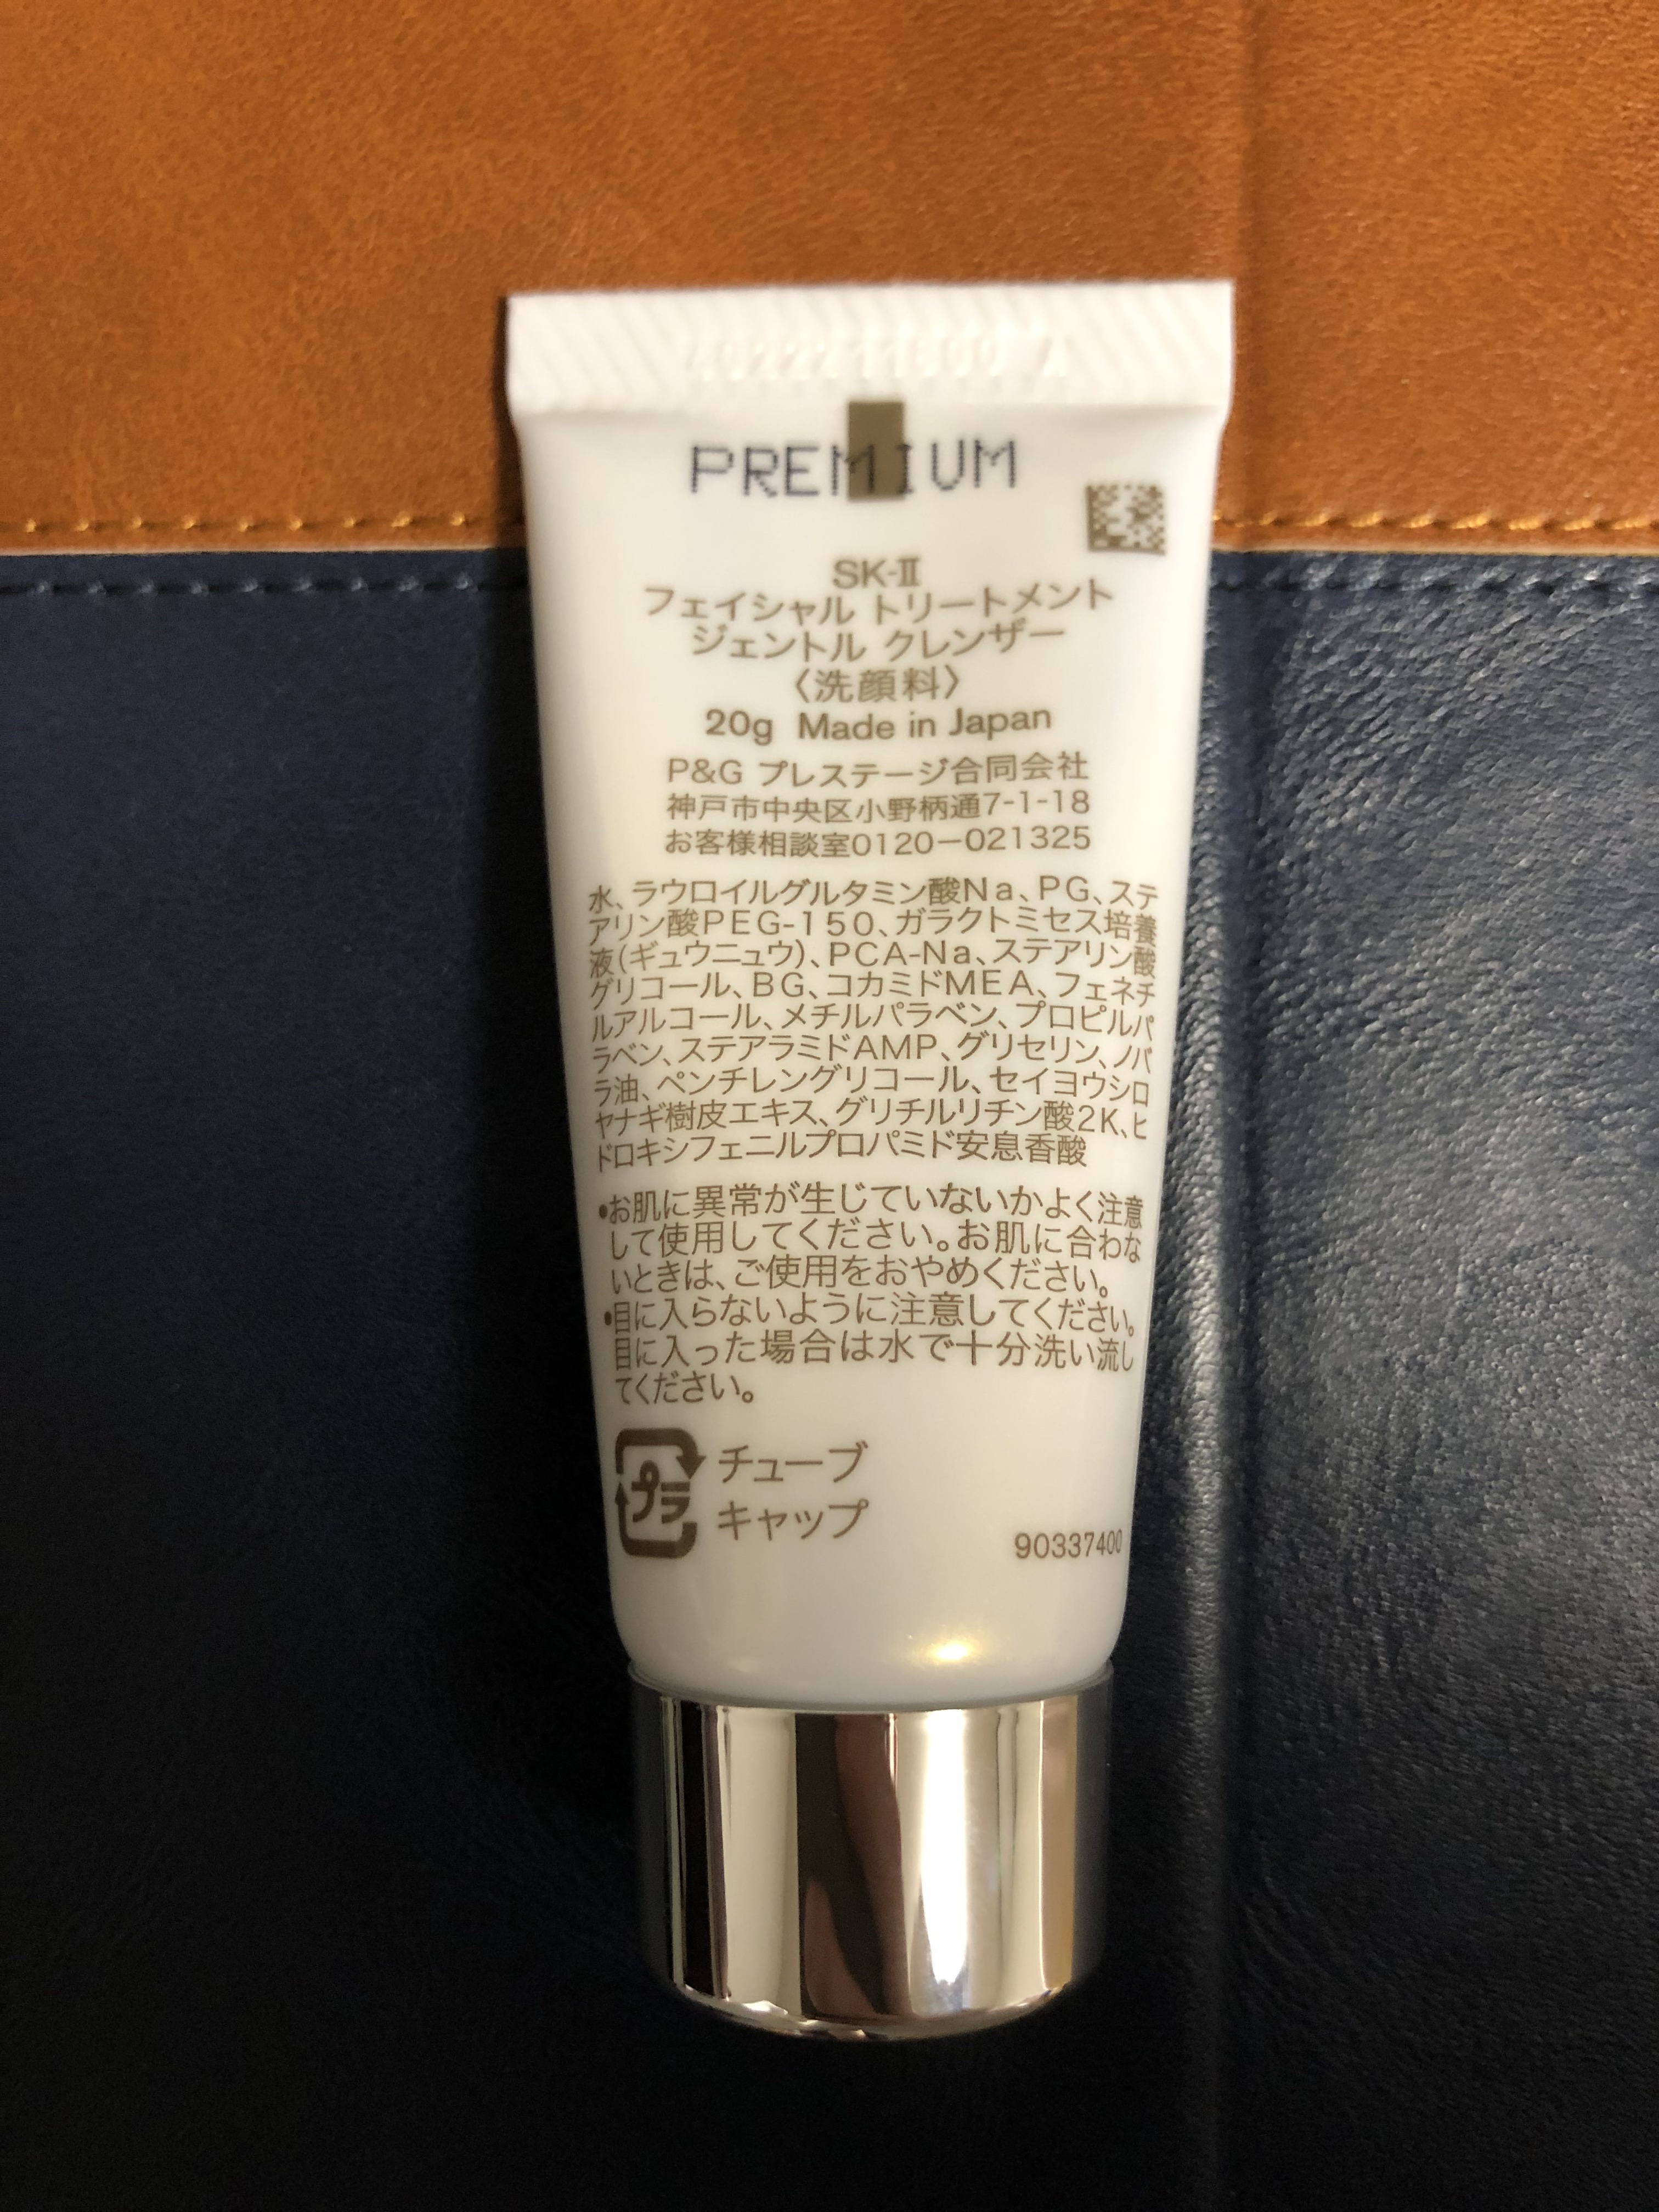 PREMIUM
SK-Ⅱ
フェイシャル トリートメント
ジェントル クレンザー
〈洗顔料〉
20g Made in Japan
P&G プレステージ合同会社
神戸市中央区小野柄通7-1-18
お客様相談室0120−021325
水、ラウロイルグルタミン酸Na、PG、ステ
アリン酸PEG-150、ガラクトミセス培養
液(ギュウニュウ)、PCA-Na、ステアリン酸
グリコール、BG、コカミドMEA、フェネチ
ルアルコール、メチルパラベン、プロピルパ
ラベン、ステアラミドAMP、グリセリン、ノバ
ラ油、ペンチレングリコール、セイヨウシロ
ヤナギ樹皮エキス、グリチルリチン酸2K、ヒ
ドロキシフェニルプロパミド安息香酸
•お肌に異常が生じていないかよく注意
して使用してください。お肌に合わな
いときは、ご使用をおやめください。
•目に入らないように注意してください。
目に入った場合は水で十分洗い流し
てください。
プラ チューブ
キャップ
90337400